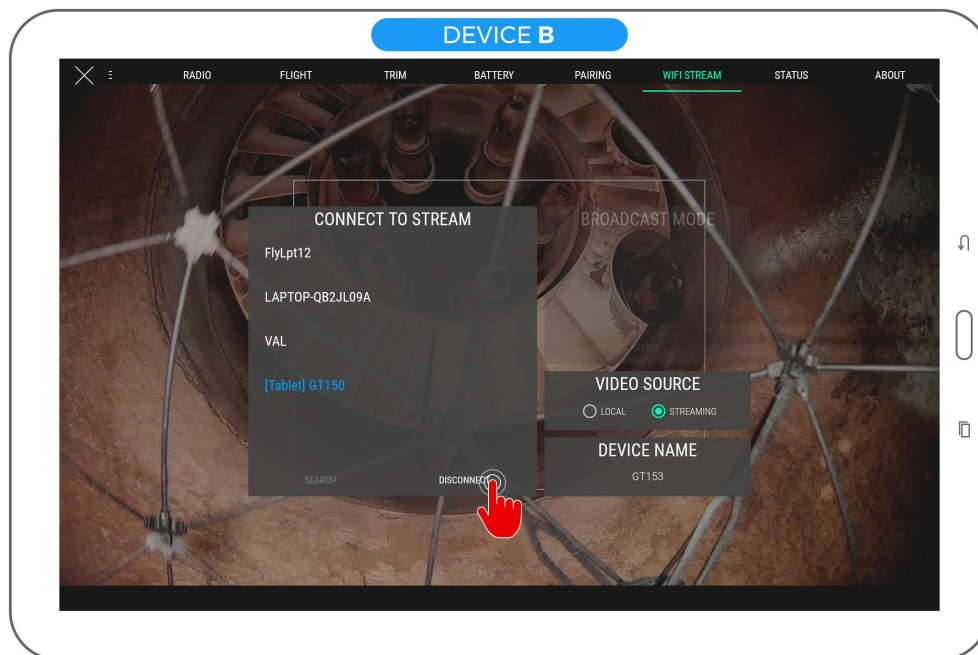 DEVICE B
RADIO FLIGHT TRIM BATTERY PAIRING WIFI STREAM STATUS ABOUT
CONNECT TO STREAM
FlyLpt12
LAPTOP-QB2JL09A
VAL
[Tablet] GT150
SEARCH DISCONNECT
BROADCAST MODE
START
VIDEO SOURCE
LOCAL STREAMING
DEVICE NAME
GT153